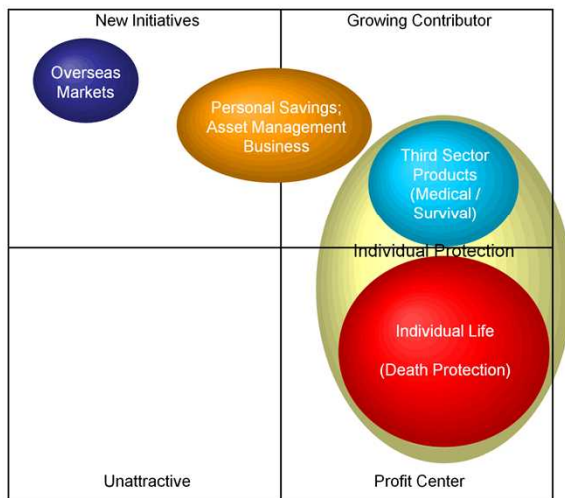 New Initiatives
Growing Contributor
Overseas
Markets
Personal Savings;
Asset Management
Business
Third Sector
Products
(Medical /
Survival)
Individual Protection
Individual Life
(Death Protection)
Unattractive
Profit Center